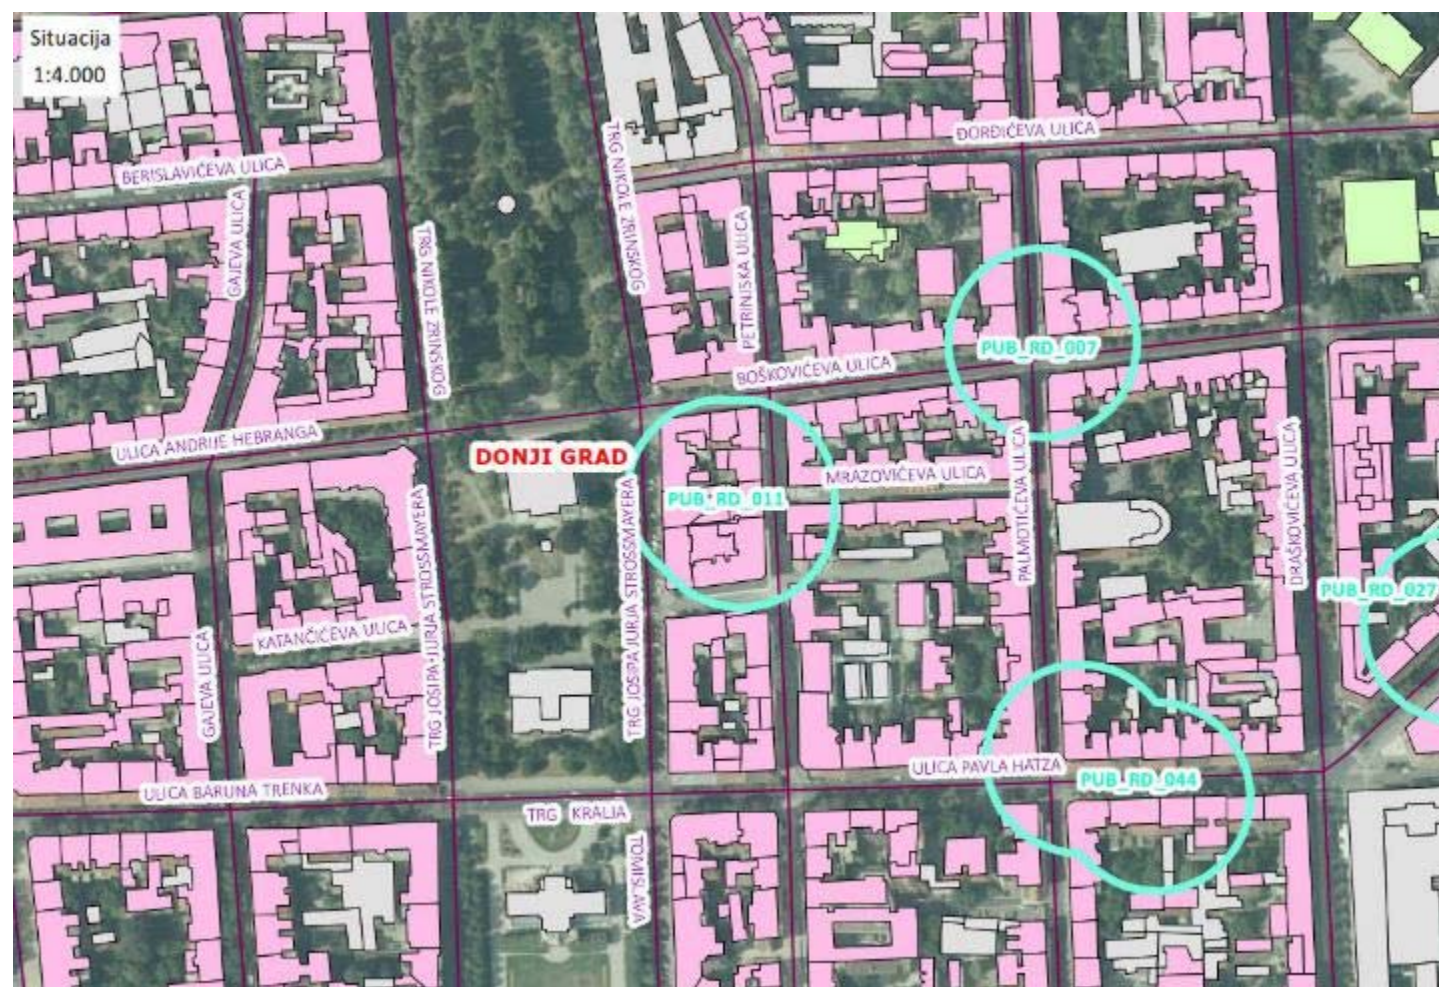 Situacija
1:4.000
ĐORĐIĆEVA ULICA
BERISLAVIĆEVA ULICA
GAJEVA ULICA
TRG NIKOLE ZRINSKOG
TRG NIKOLE ZRINSKOG
PETRINJSKA ULICA
PUB_RD_007
BOŠKOVIĆEVA ULICA
ULICA ANDRIJE HEBRANGA
DONJI GRAD
MRAZOVIĆEVA ULICA
PUB_RD_011
PALMOTIĆEVA ULICA
DRAŠKOVIĆEVA ULICA
PUB_RD_027
TRG JOSIPA JURJA STROSSMAYERA
TRG JOSIPA JURJA STROSSMAYERA
KATANČIĆEVA ULICA
GAJEVA ULICA
ULICA PAVLA HATZA
PUB_RD_044
ULICA BARUNA TRENKA
TRG KRALJA
TOMISLAVA